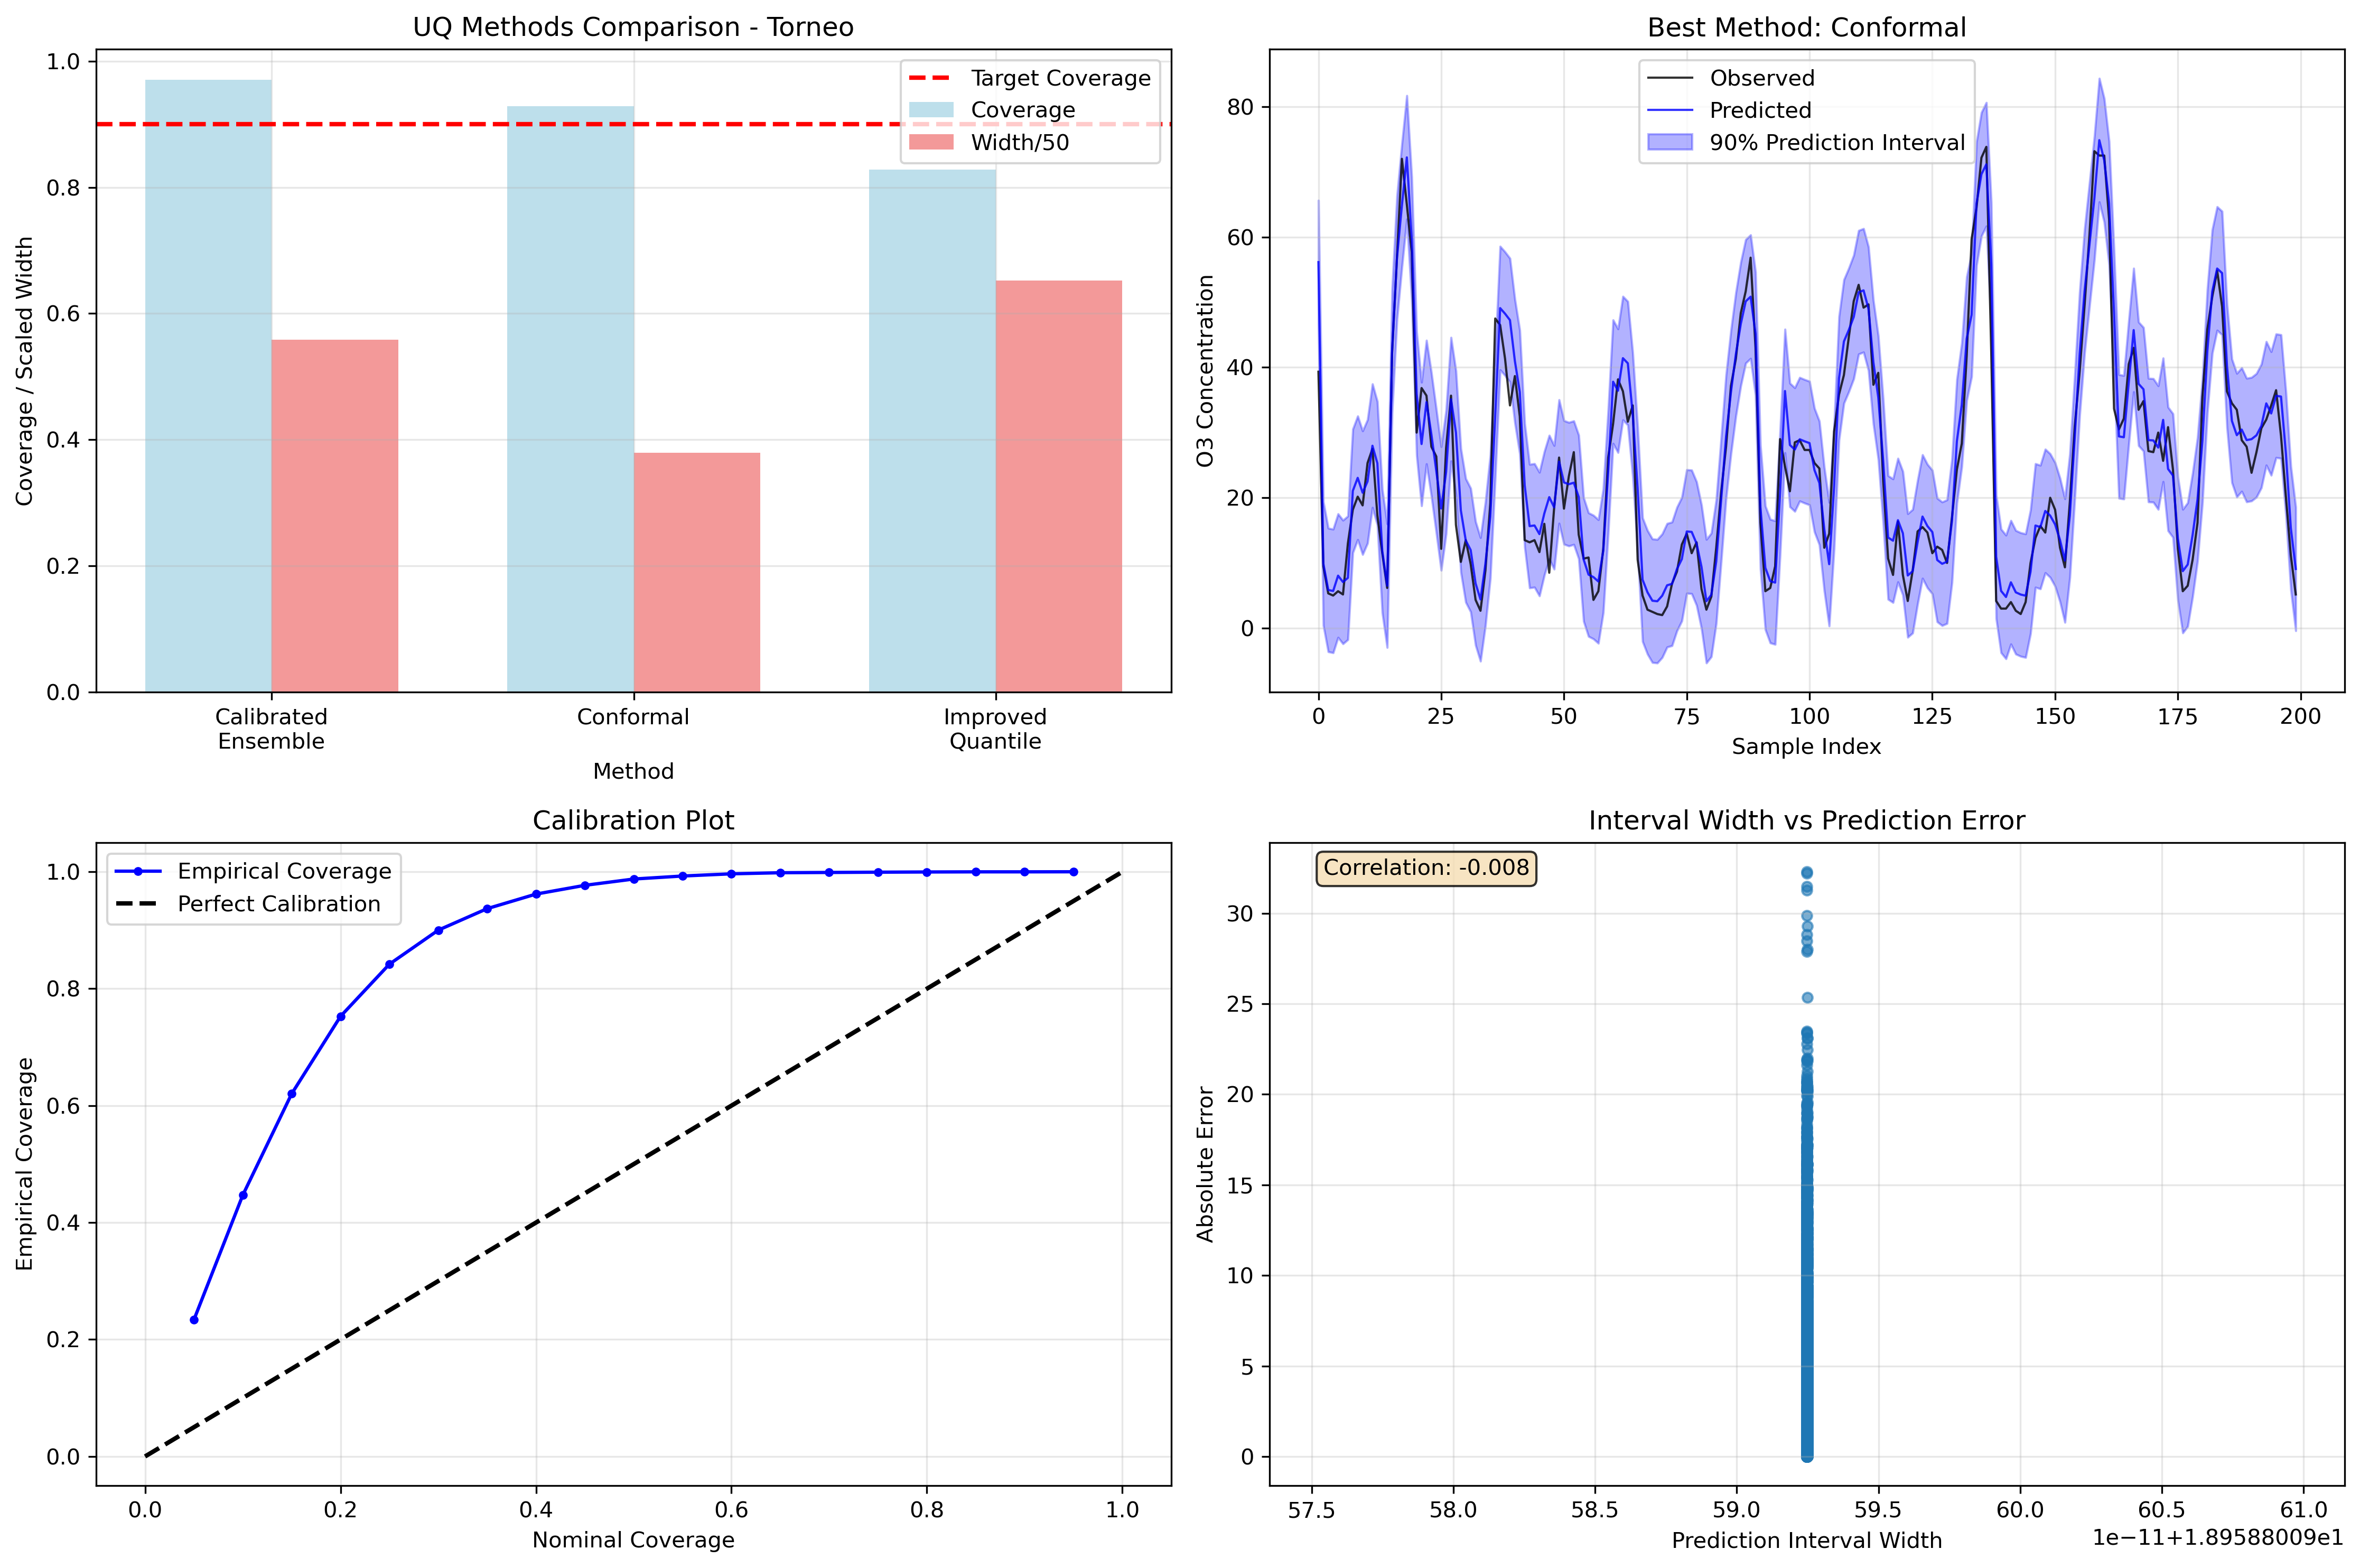 UQ Methods Comparison - Torneo
Coverage / Scaled Width
1.0
0.8
0.6
0.4
0.2
0.0
Target Coverage
Coverage
Width/50
Calibrated
Ensemble
Conformal
Improved
Quantile
Method
Best Method: Conformal
O3 Concentration
80
60
40
20
0
Observed
Predicted
90% Prediction Interval
0 25 50 75 100 125 150 175 200
Sample Index
Calibration Plot
Empirical Coverage
1.0
0.8
0.6
0.4
0.2
0.0
Empirical Coverage
Perfect Calibration
0.0 0.2 0.4 0.6 0.8 1.0
Nominal Coverage
Interval Width vs Prediction Error
Absolute Error
30
25
20
15
10
5
0
Correlation: -0.008
57.5 58.0 58.5 59.0 59.5 60.0 60.5 61.0
Prediction Interval Width
1e−11+1.89588009e1